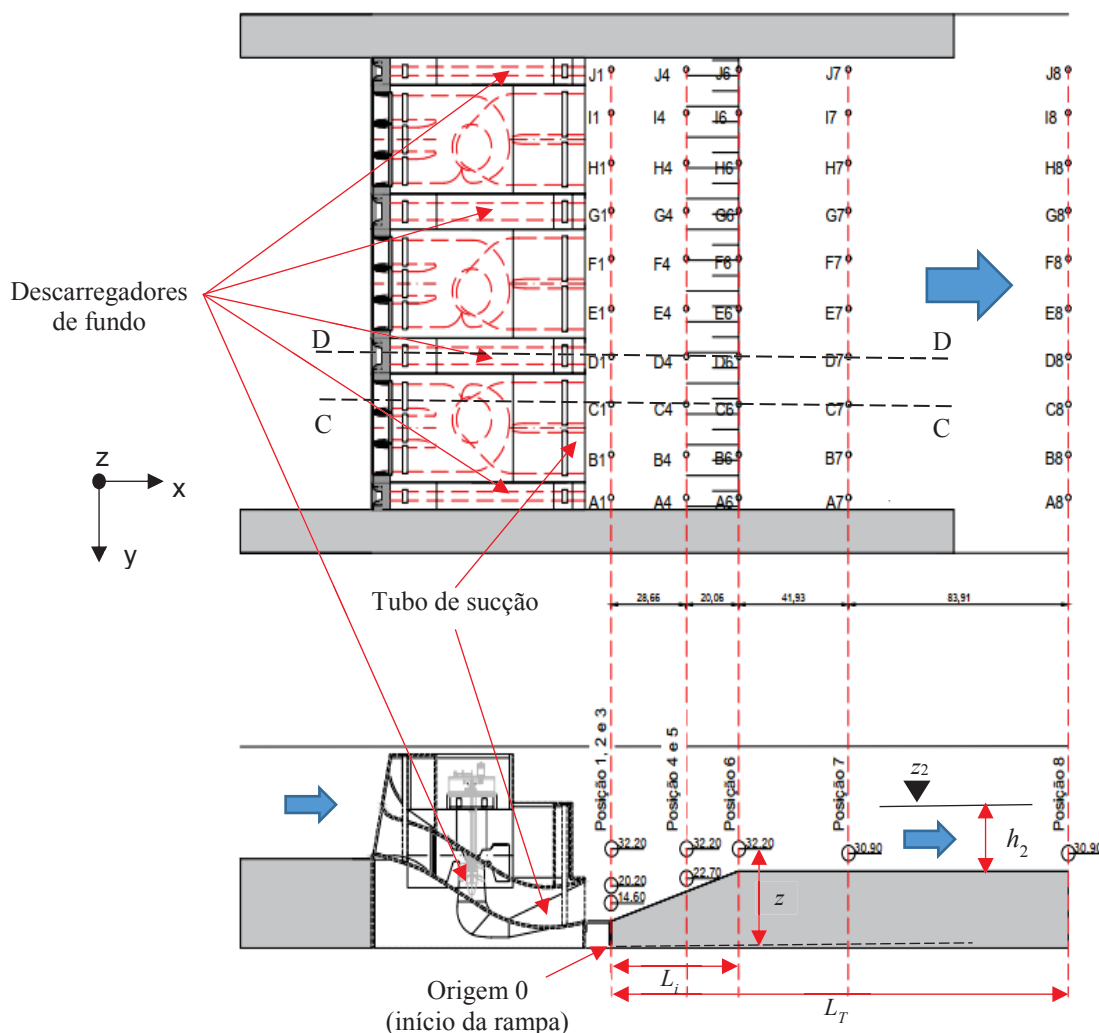 J1 J4 J6 J7 J8
I1 I4 I6 I7 I8
H1 H4 H6 H7 H8
G1 G4 G6 G7 G8
F1 F4 F6 F7 F8
Descarregadores
de fundo
E1 E4 E6 E7 E8
D D
D1 D4 D6 D7 D8
C1 C4 C6 C7 C8
C C
B1 B4 B6 B7 B8
z
x
y
A1 A4 A6 A7 A8
Tubo de sucção
28,66 20,06 41,93 83,91
Posição 1, 2 e 3
Posição 4 e 5
Posição 6
Posição 7
Posição 8
z2
h2
32.20 32.20 32.20 30.90 30.90
20.20 22.70
14.60
z
Li
LT
Origem 0
(início da rampa)